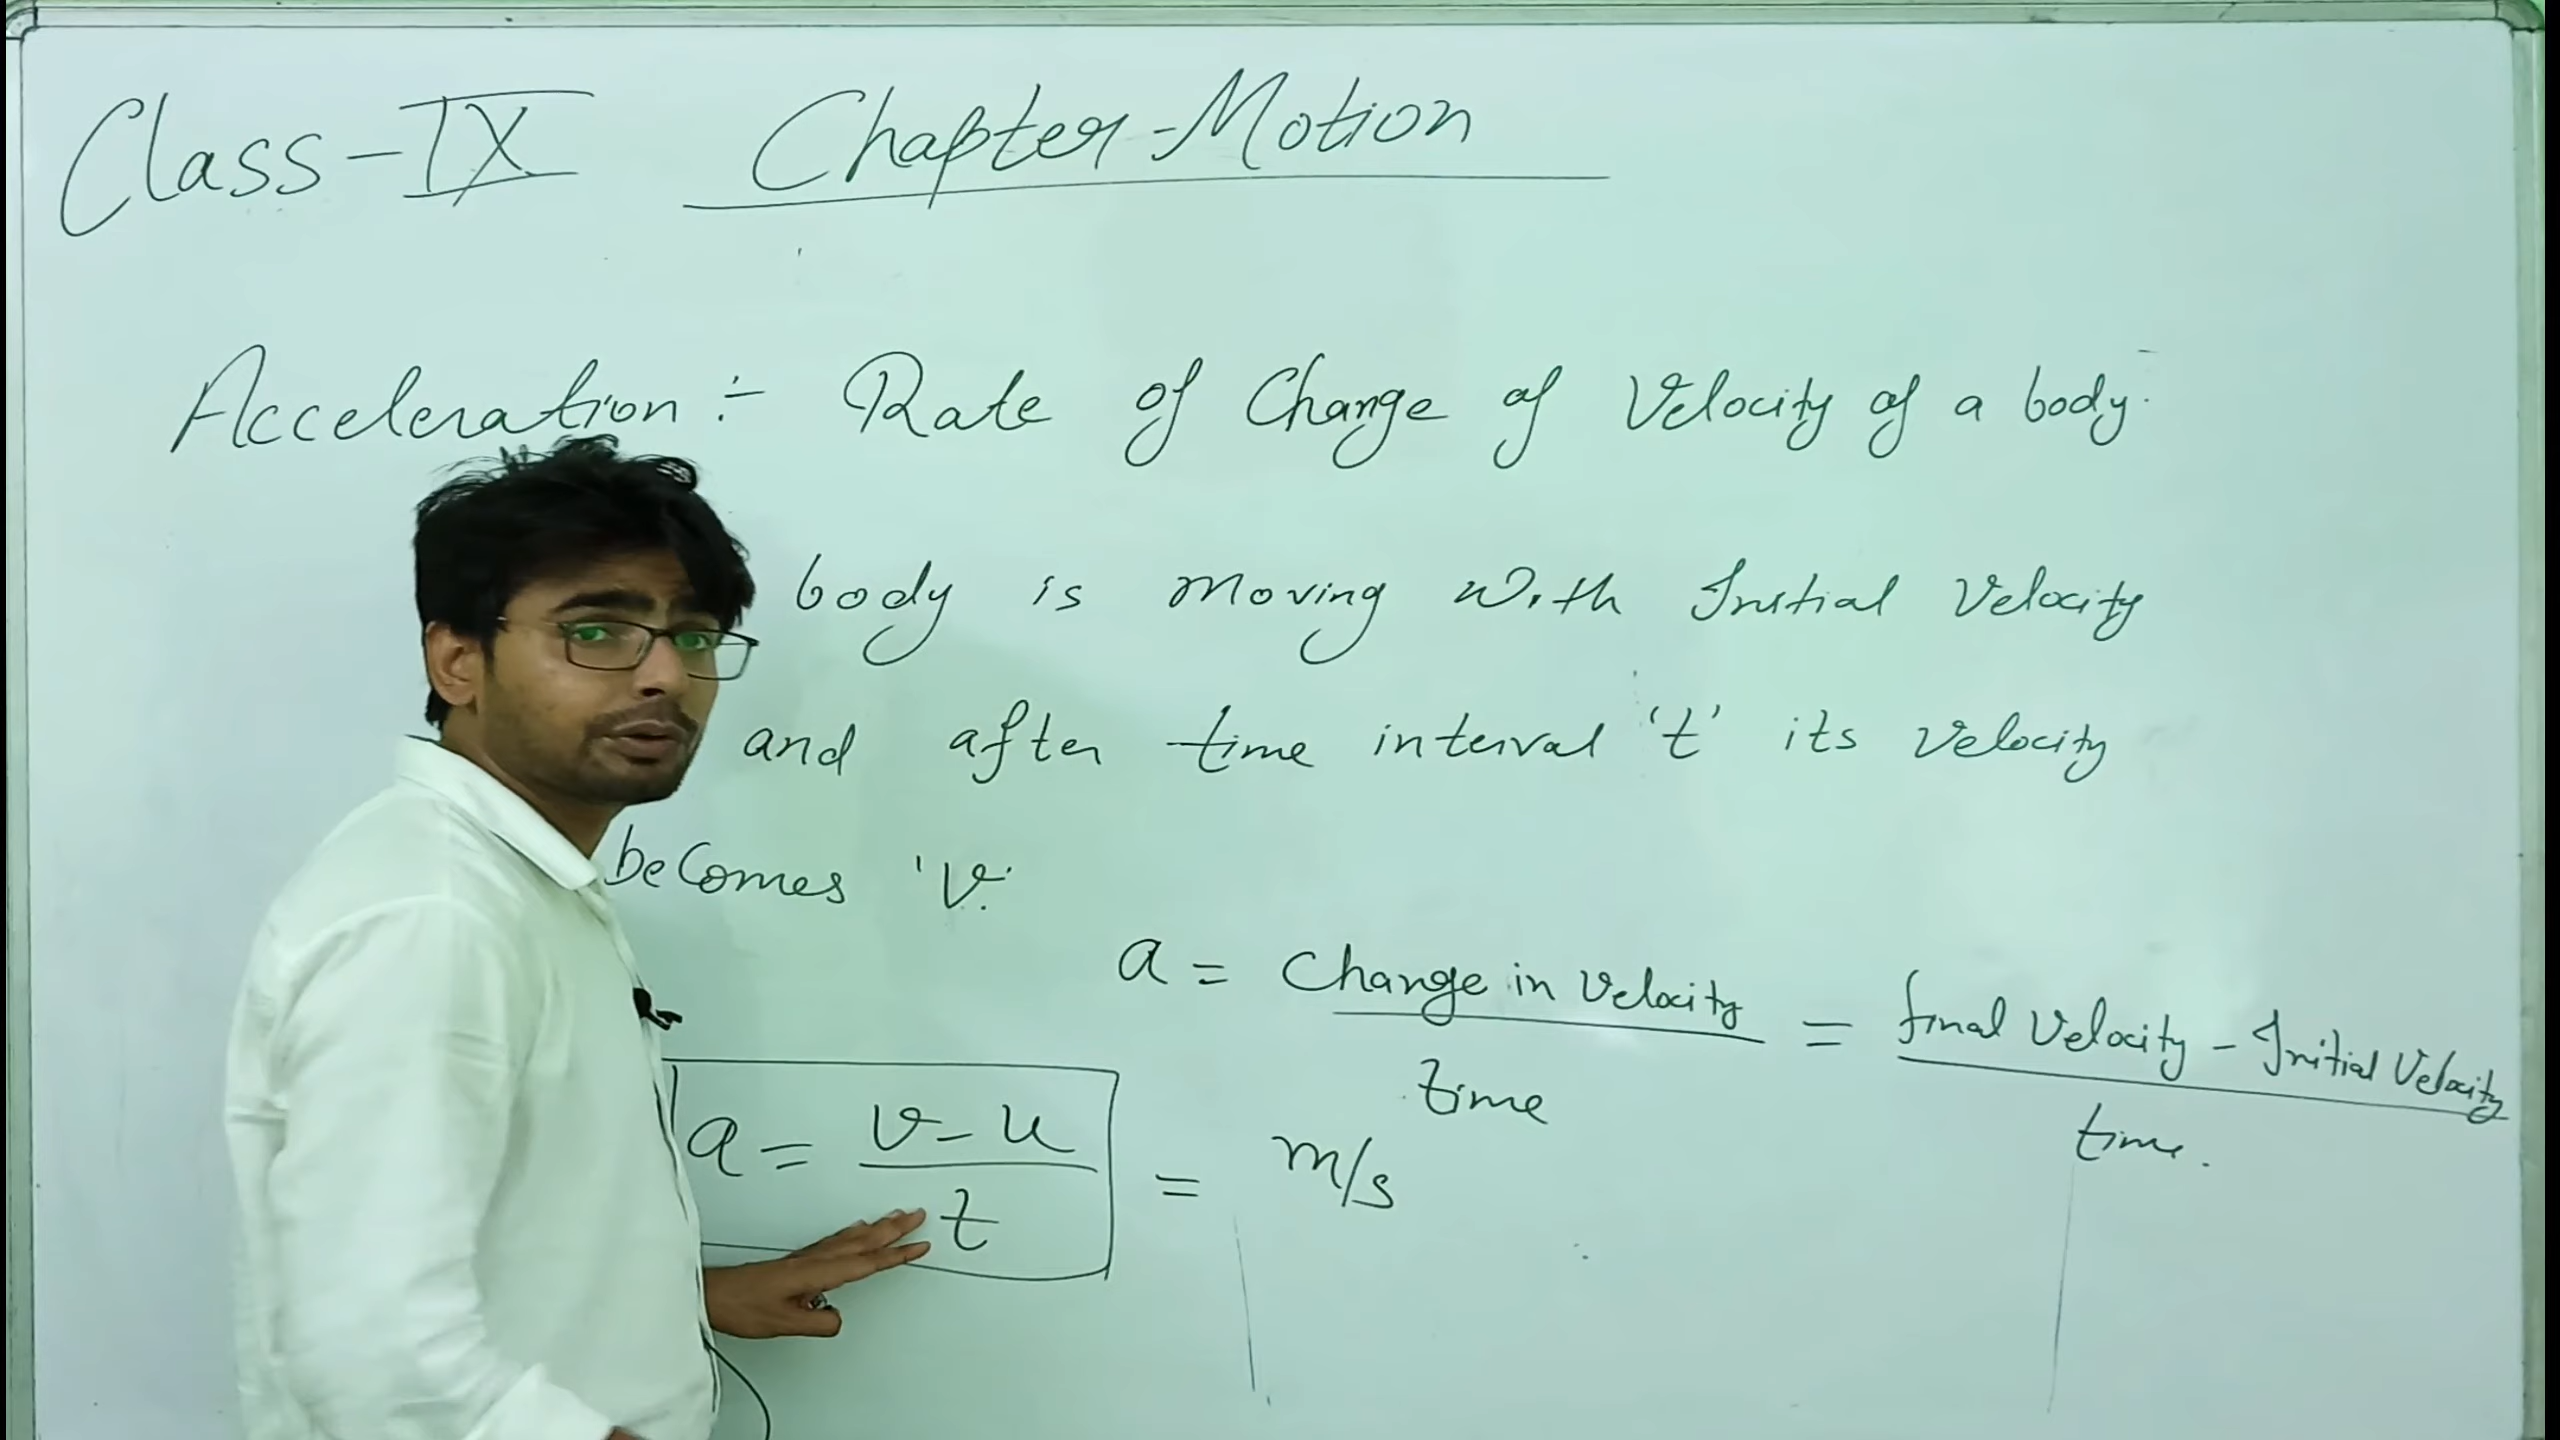 Class-IX Chapter-Motion
Acceleration :- Rate of Change of Velocity of a body.
body is moving with Initial Velocity
and after time interval 't' its velocity
becomes 'v'.
a = Change in velocity / time = final Velocity - Initial Velocity / time.
a = v-u / t = m/s